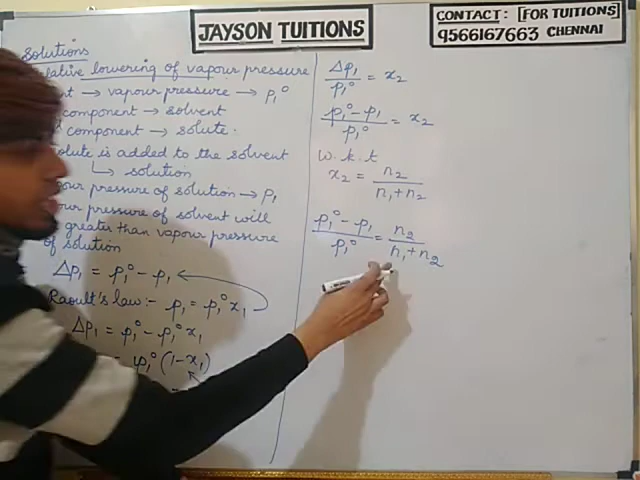 JAYSON TUITIONS
CONTACT: [FOR TUITIONS]
9566167663 CHENNAI
Solutions
lative lowering of vapour pressure
nt → vapour pressure → p₁°
component → solvent
component → solute.
olute is added to the solvent
↳ solution
our pressure of solution → p₁
our pressure of solvent will
greater than vapour pressure
of solution
Δp₁ = p₁° - p₁
Raoult's law:- p₁ = p₁° x₁
Δp₁ = p₁° - p₁° x₁
= p₁° (1-x₁)
Δp₁/p₁° = x₂
p₁° - p₁/p₁° = x₂
w.k.t
x₂ = n₂/n₁ + n₂
p₁° - p₁/p₁° = n₂/n₁ + n₂